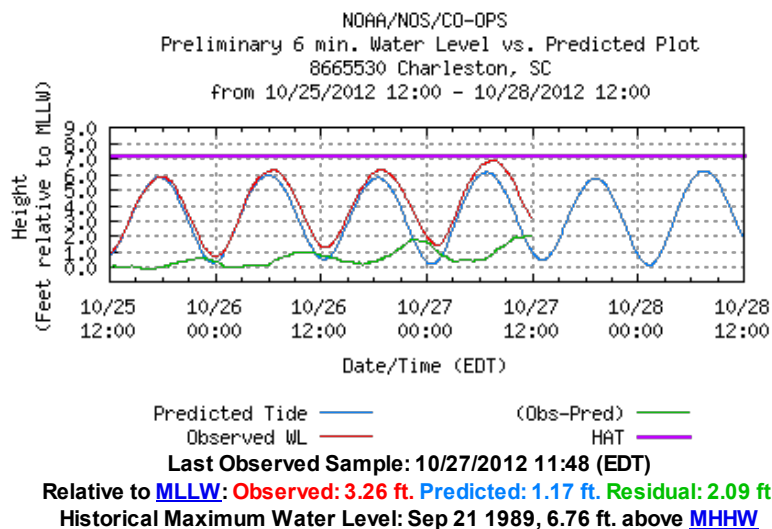 NOAA/NOS/CO-OPS
Preliminary 6 min. Water Level vs. Predicted Plot
8665530 Charleston, SC
from 10/25/2012 12:00 - 10/28/2012 12:00
Height
(Feet relative to MLLW)
9.0
8.0
7.0
6.0
5.0
4.0
3.0
2.0
1.0
0.0
10/25 10/26 10/26 10/27 10/27 10/28 10/28
12:00 00:00 12:00 00:00 12:00 00:00 12:00
Date/Time (EDT)
Predicted Tide (Obs-Pred)
Observed WL HAT
Last Observed Sample: 10/27/2012 11:48 (EDT)
Relative to MLLW: Observed: 3.26 ft. Predicted: 1.17 ft. Residual: 2.09 ft.
Historical Maximum Water Level: Sep 21 1989, 6.76 ft. above MHHW